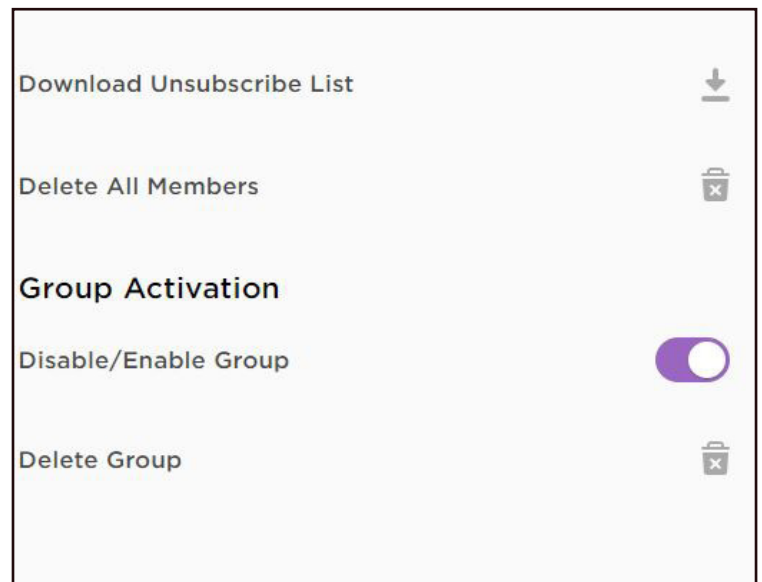 Download Unsubscribe List
Delete All Members
Group Activation
Disable/Enable Group
Delete Group